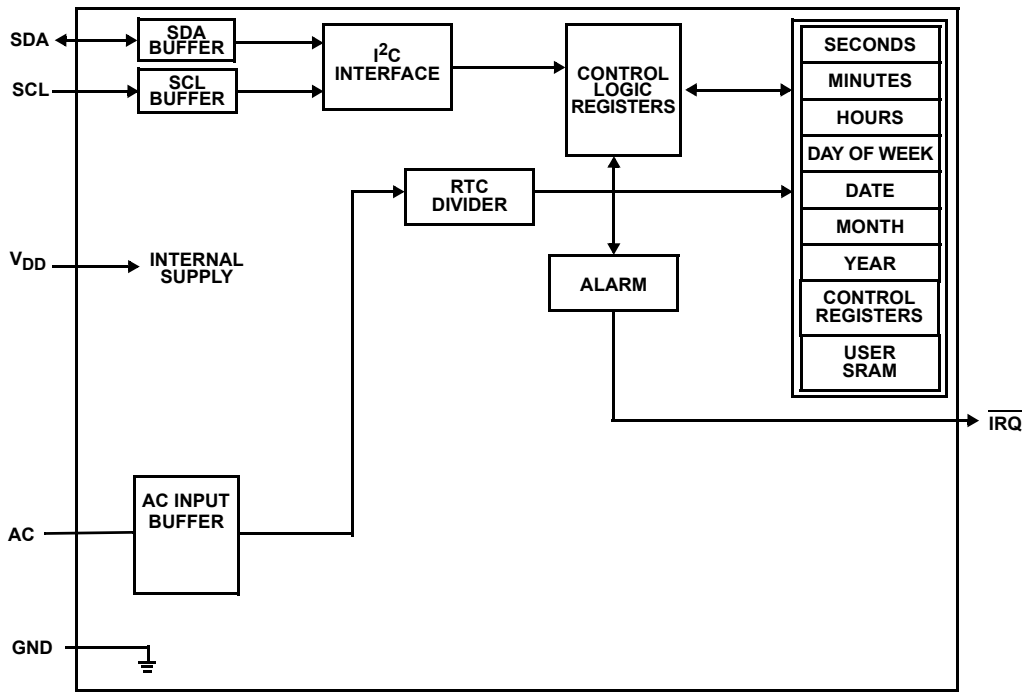 SDA
SDA
BUFFER
SCL
SCL
BUFFER
I²C
INTERFACE
CONTROL
LOGIC
REGISTERS
SECONDS
MINUTES
HOURS
DAY OF WEEK
DATE
MONTH
YEAR
CONTROL
REGISTERS
USER
SRAM
RTC
DIVIDER
VDD
INTERNAL
SUPPLY
ALARM
IRQ
AC INPUT
BUFFER
AC
GND